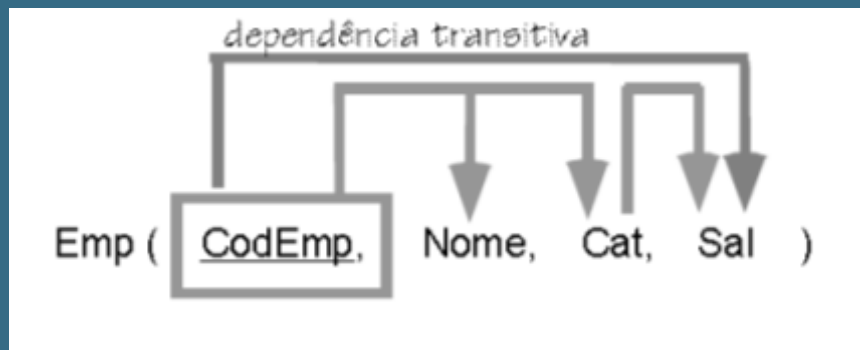 dependência transitiva
Emp ( CodEmp, Nome, Cat, Sal )